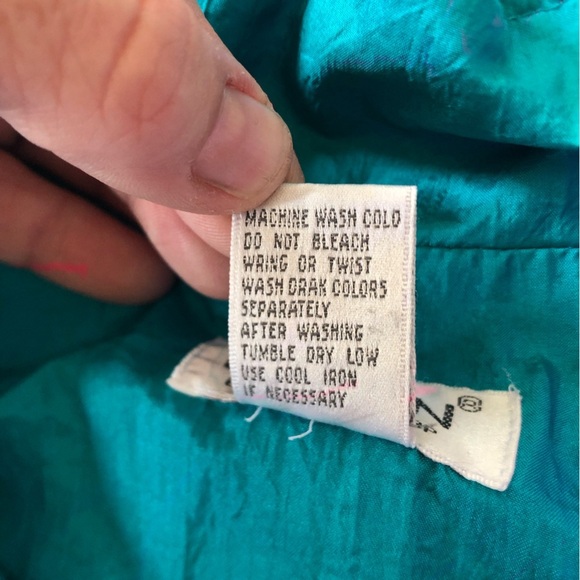 MACHINE WASH COLD
DO NOT BLEACH
WRING OR TWIST
WASH DRAK COLORS
SEPARATELY
AFTER WASHING
TUMBLE DRY LOW
USE COOL IRON
IF NECESSARY